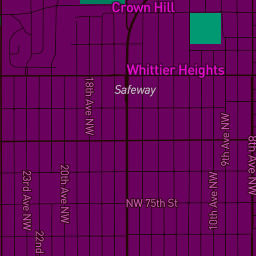 Crown Hill
Whittier Heights
Safeway
18th Ave NW
9th Ave NW
8th Ave NW
23rd Ave NW
20th Ave NW
10th Ave NW
NW 75th St
22nd